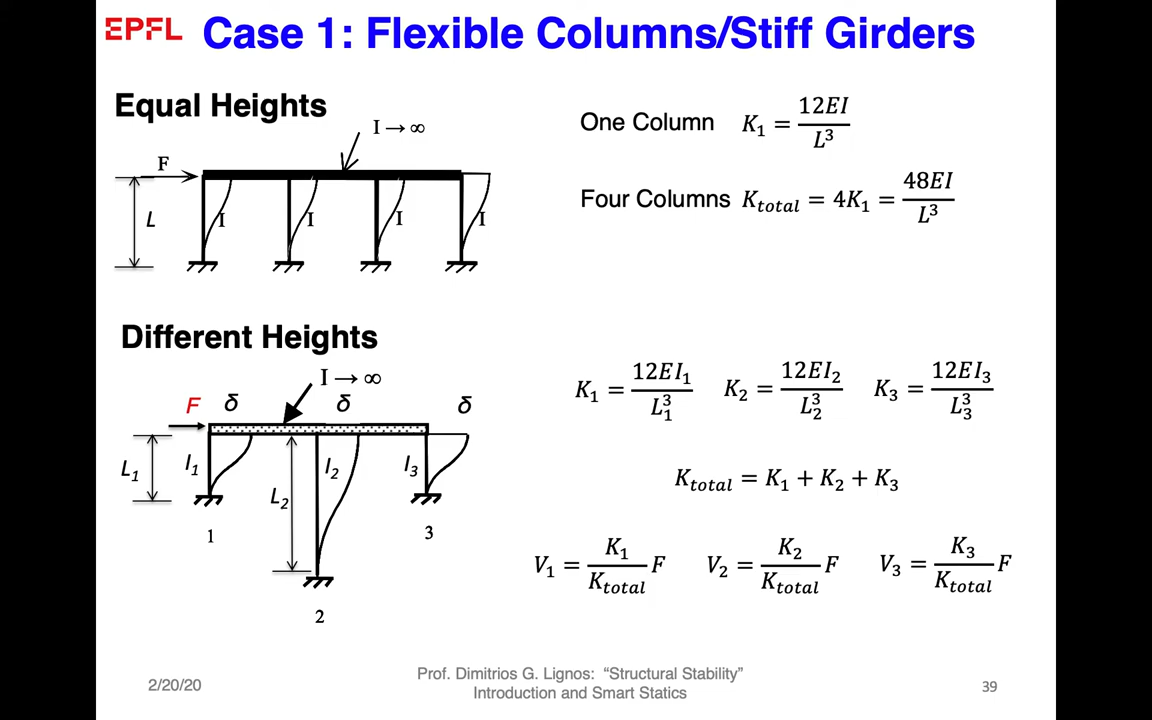 EPFL Case 1: Flexible Columns/Stiff Girders
Equal Heights
I → ∞
F
L
I I I I
One Column K₁ = 12EI / L³
Four Columns K_total = 4K₁ = 48EI / L³
Different Heights
I → ∞
F δ δ δ
L₁ I₁ L₂ I₂ I₃
1
2
3
K₁ = 12EI₁ / L₁³ K₂ = 12EI₂ / L₂³ K₃ = 12EI₃ / L₃³
K_total = K₁ + K₂ + K₃
V₁ = K₁ / K_total F V₂ = K₂ / K_total F V₃ = K₃ / K_total F
2/20/20
Prof. Dimitrios G. Lignos: “Structural Stability”
Introduction and Smart Statics
39